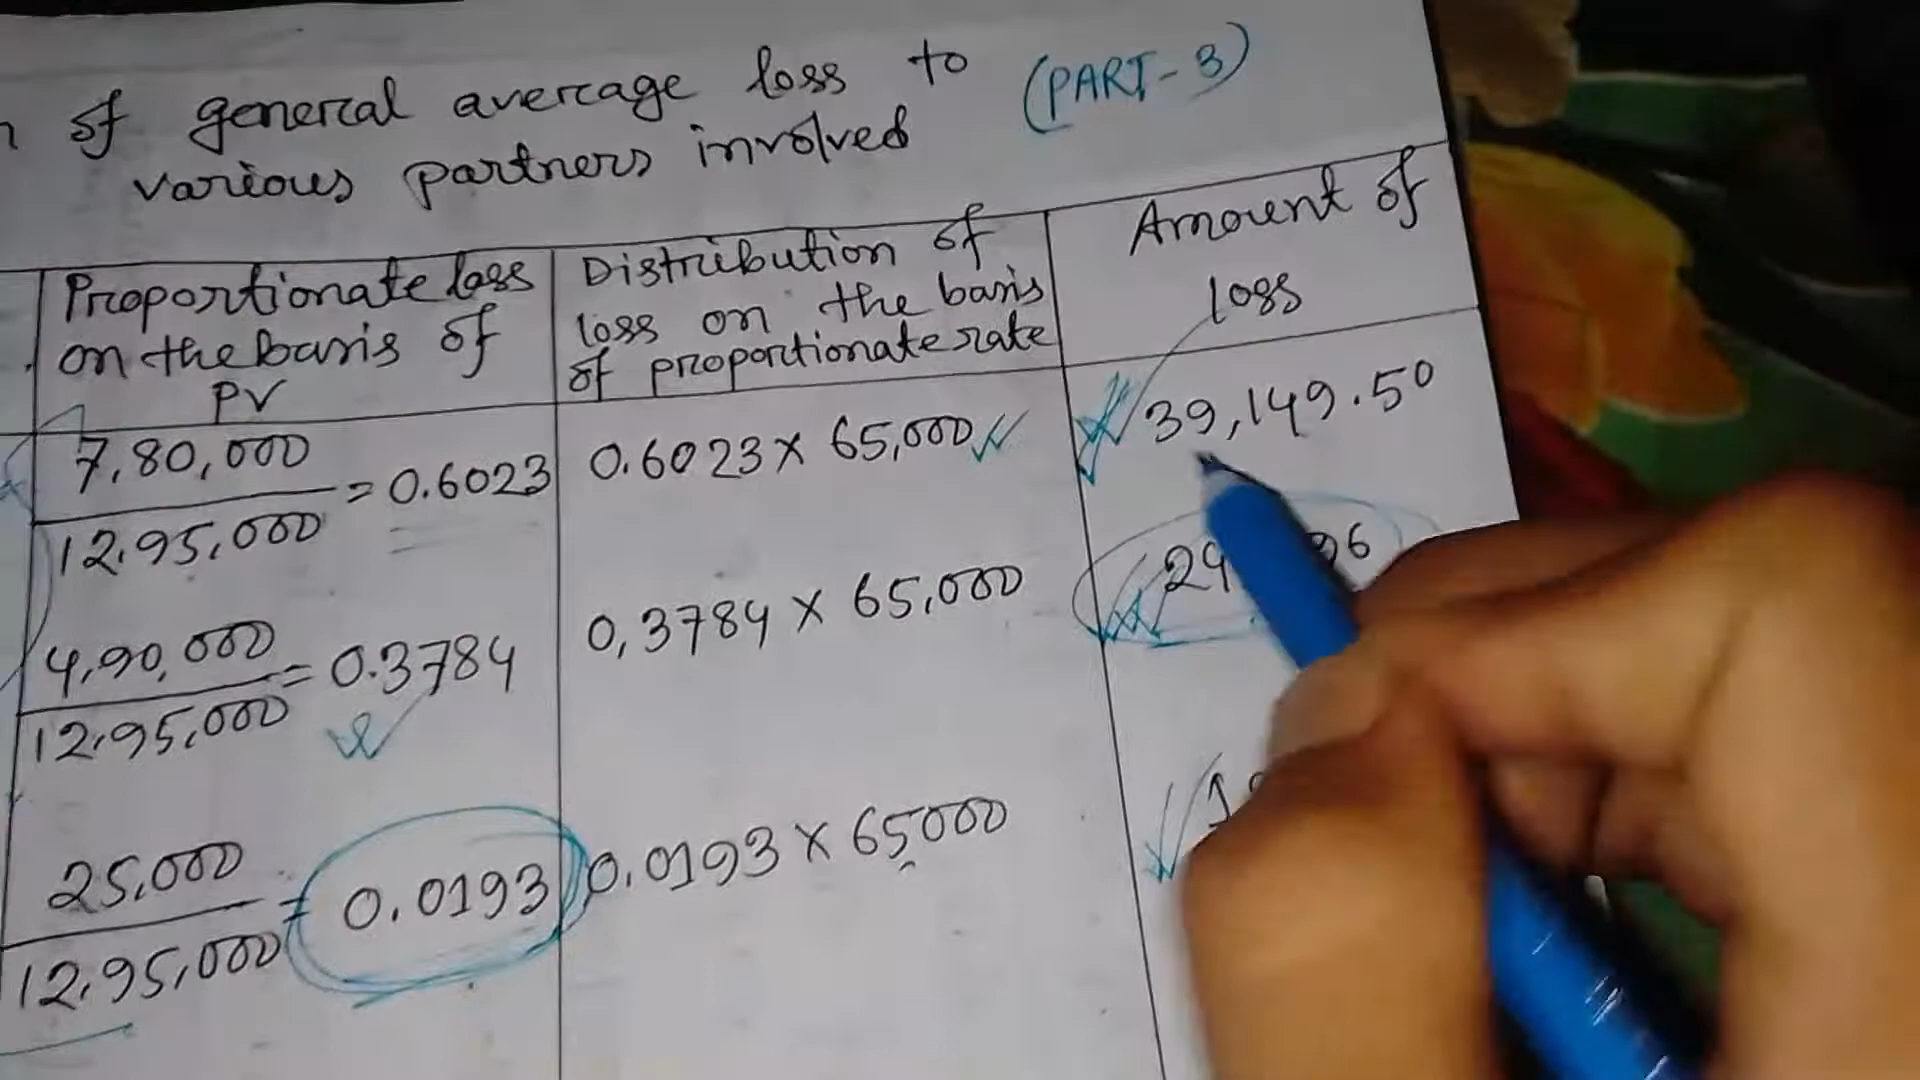 of general average loss to (PART-3)
various partners involved
Proportionate loss
on the basis of
PV
Distribution of
loss on the basis
of proportionate rate
Amount of
loss
7,80,000
12,95,000
= 0.6023
0.6023 x 65,000
39,149.50
4,90,000
12,95,000
= 0.3784
0,3784 x 65,000
25,000
12,95,000
= 0.0193
0.0193 x 65000